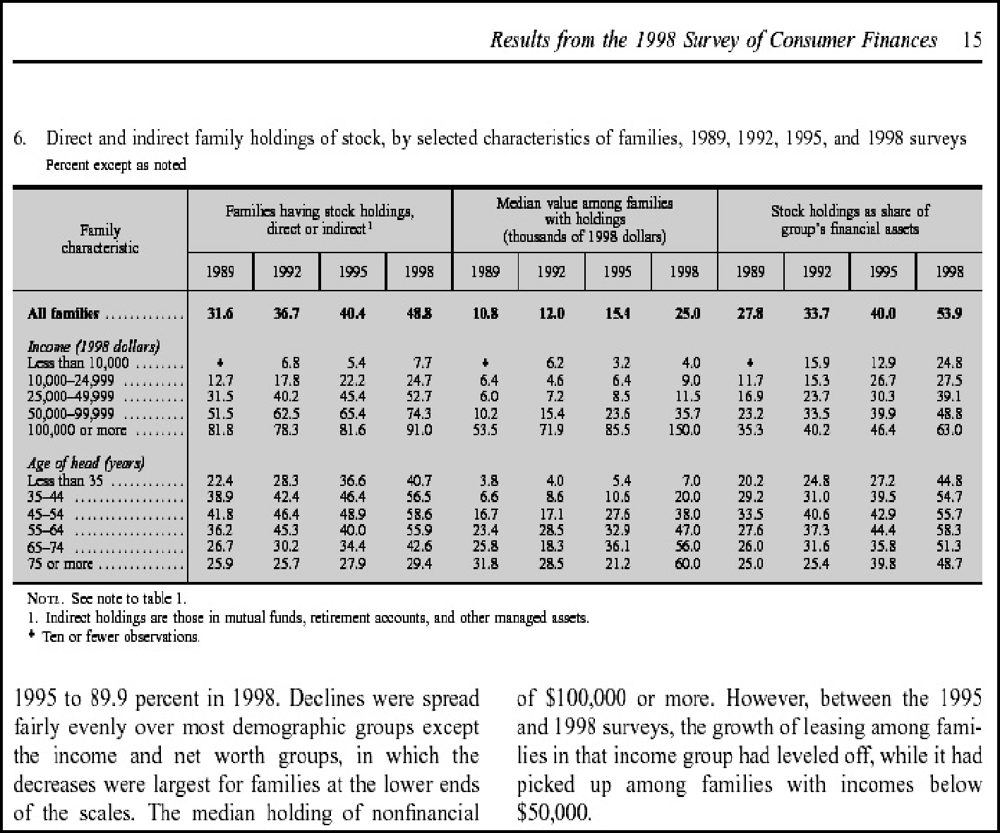 Results from the 1998 Survey of Consumer Finances 15
6. Direct and indirect family holdings of stock, by selected characteristics of families, 1989, 1992, 1995, and 1998 surveys
Percent except as noted
Family characteristic
Families having stock holdings,
direct or indirect1
Median value among families
with holdings
(thousands of 1998 dollars)
Stock holdings as share of
group's financial assets
1989 1992 1995 1998 1989 1992 1995 1998 1989 1992 1995 1998
All families ............. 31.6 36.7 40.4 48.8 10.8 12.0 15.4 25.0 27.8 33.7 40.0 53.9
Income (1998 dollars)
Less than 10,000 ........ * 6.8 5.4 7.7 * 6.2 3.2 4.0 * 15.9 12.9 24.8
10,000–24,999 .......... 12.7 17.8 22.2 24.7 6.4 4.6 6.4 9.0 11.7 15.3 26.7 27.5
25,000–49,999 .......... 31.5 40.2 45.4 52.7 6.0 7.2 8.5 11.5 16.9 23.7 30.3 39.1
50,000–99,999 .......... 51.5 62.5 65.4 74.3 10.2 15.4 23.6 35.7 23.2 33.5 39.9 48.8
100,000 or more ........ 81.8 78.3 81.6 91.0 53.5 71.9 85.5 150.0 35.3 40.2 46.4 63.0
Age of head (years)
Less than 35 ............ 22.4 28.3 36.6 40.7 3.8 4.0 5.4 7.0 20.2 24.8 27.2 44.8
35–44 .................. 38.9 42.4 46.4 56.5 6.6 8.6 10.6 20.0 29.2 31.0 39.5 54.7
45–54 .................. 41.8 46.4 48.9 58.6 16.7 17.1 27.6 38.0 33.5 40.6 42.9 55.7
55–64 .................. 36.2 45.3 40.0 55.9 23.4 28.5 32.9 47.0 27.6 37.3 44.4 58.3
65–74 .................. 26.7 30.2 34.4 42.6 25.8 18.3 36.1 56.0 26.0 31.6 35.8 51.3
75 or more .............. 25.9 25.7 27.9 29.4 31.8 28.5 21.2 60.0 25.0 25.4 39.8 48.7
NOTE. See note to table 1.
1. Indirect holdings are those in mutual funds, retirement accounts, and other managed assets.
* Ten or fewer observations.
1995 to 89.9 percent in 1998. Declines were spread
fairly evenly over most demographic groups except
the income and net worth groups, in which the
decreases were largest for families at the lower ends
of the scales. The median holding of nonfinancial
of $100,000 or more. However, between the 1995
and 1998 surveys, the growth of leasing among fami-
lies in that income group had leveled off, while it had
picked up among families with incomes below
$50,000.